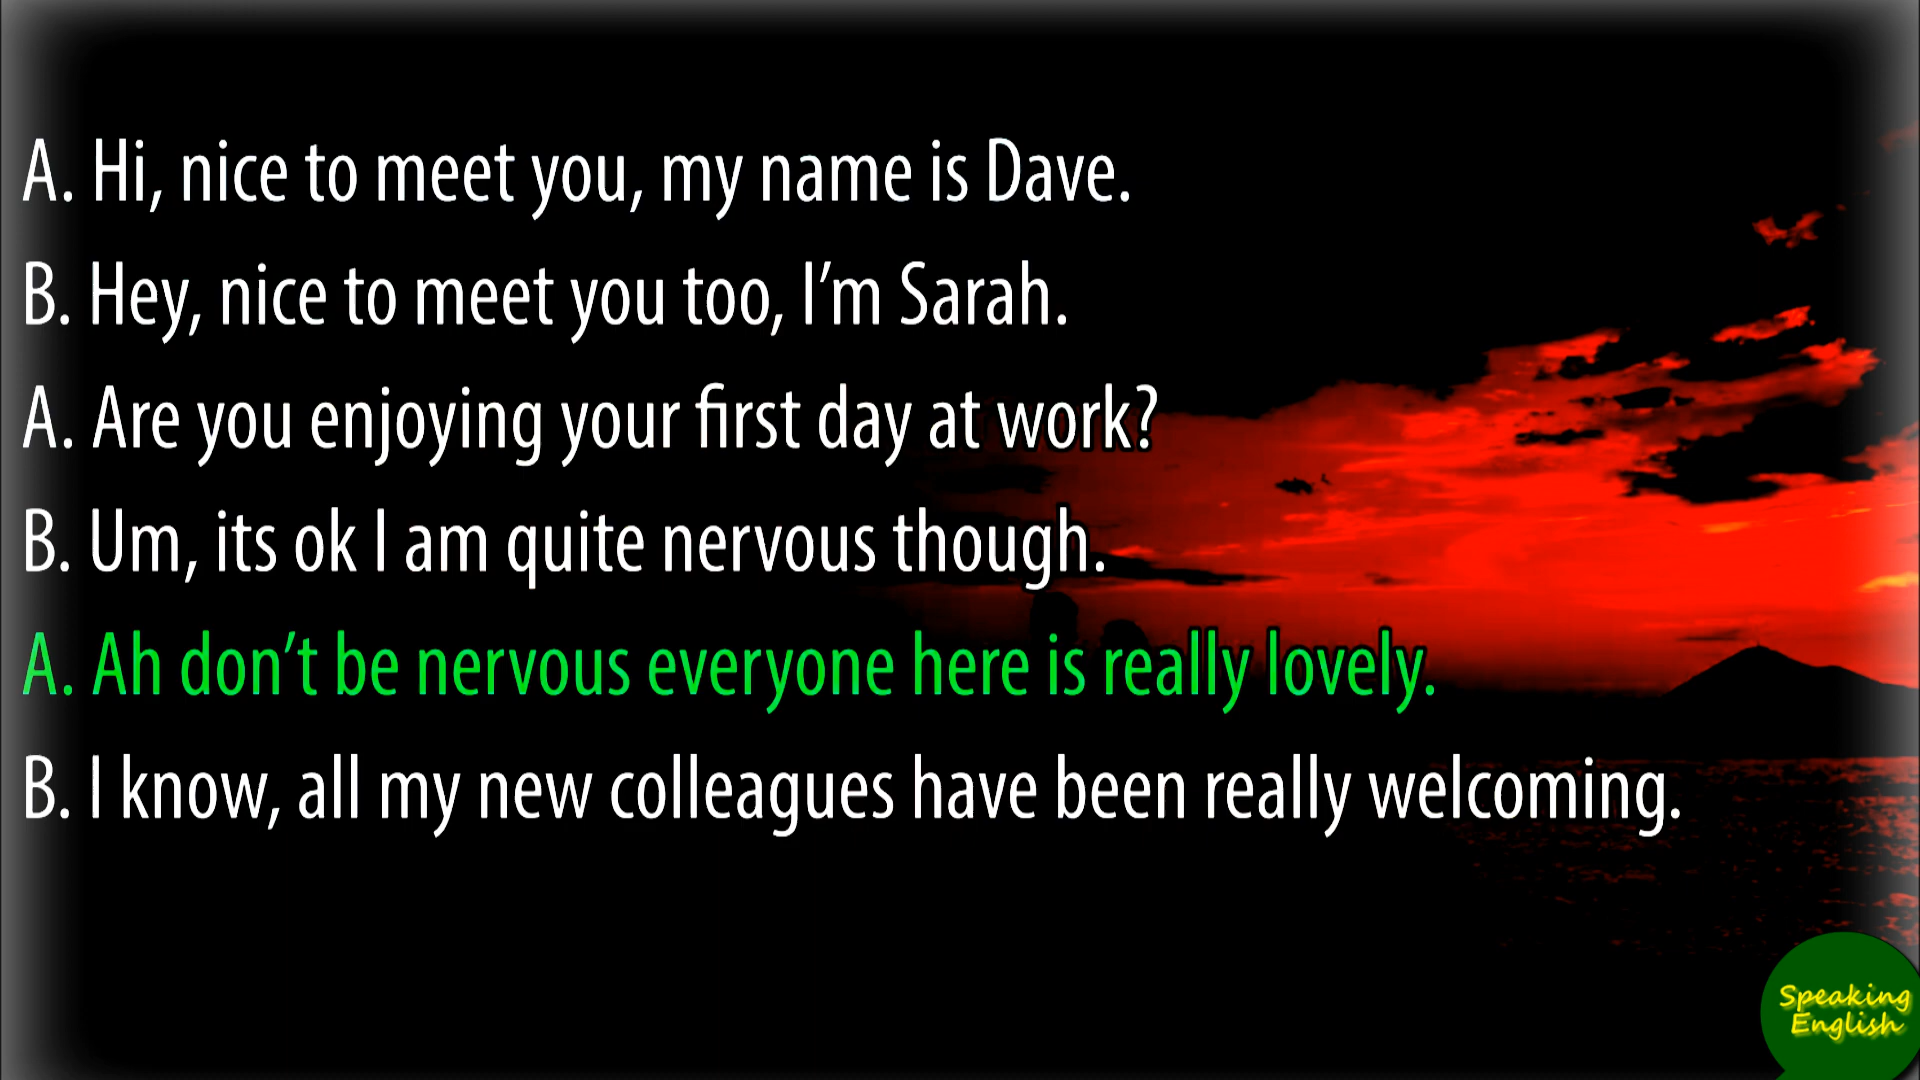 A. Hi, nice to meet you, my name is Dave.
B. Hey, nice to meet you too, I’m Sarah.
A. Are you enjoying your first day at work?
B. Um, its ok I am quite nervous though.
A. Ah don’t be nervous everyone here is really lovely.
B. I know, all my new colleagues have been really welcoming.
Speaking
English